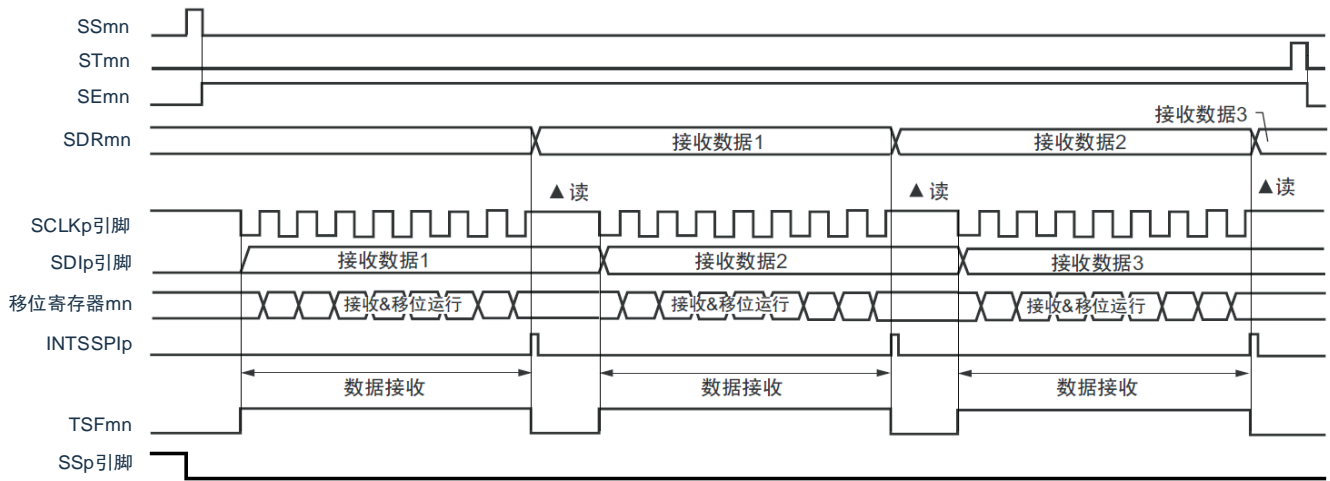 SSmn
STmn
SEmn
接收数据3
SDRmn 接收数据1 接收数据2
▲读 ▲读 ▲读
SCLKp引脚
SDIp引脚 接收数据1 接收数据2 接收数据3
移位寄存器mn 接收&移位运行 接收&移位运行 接收&移位运行
INTSSPIp
数据接收 数据接收 数据接收
TSFmn
SSp引脚